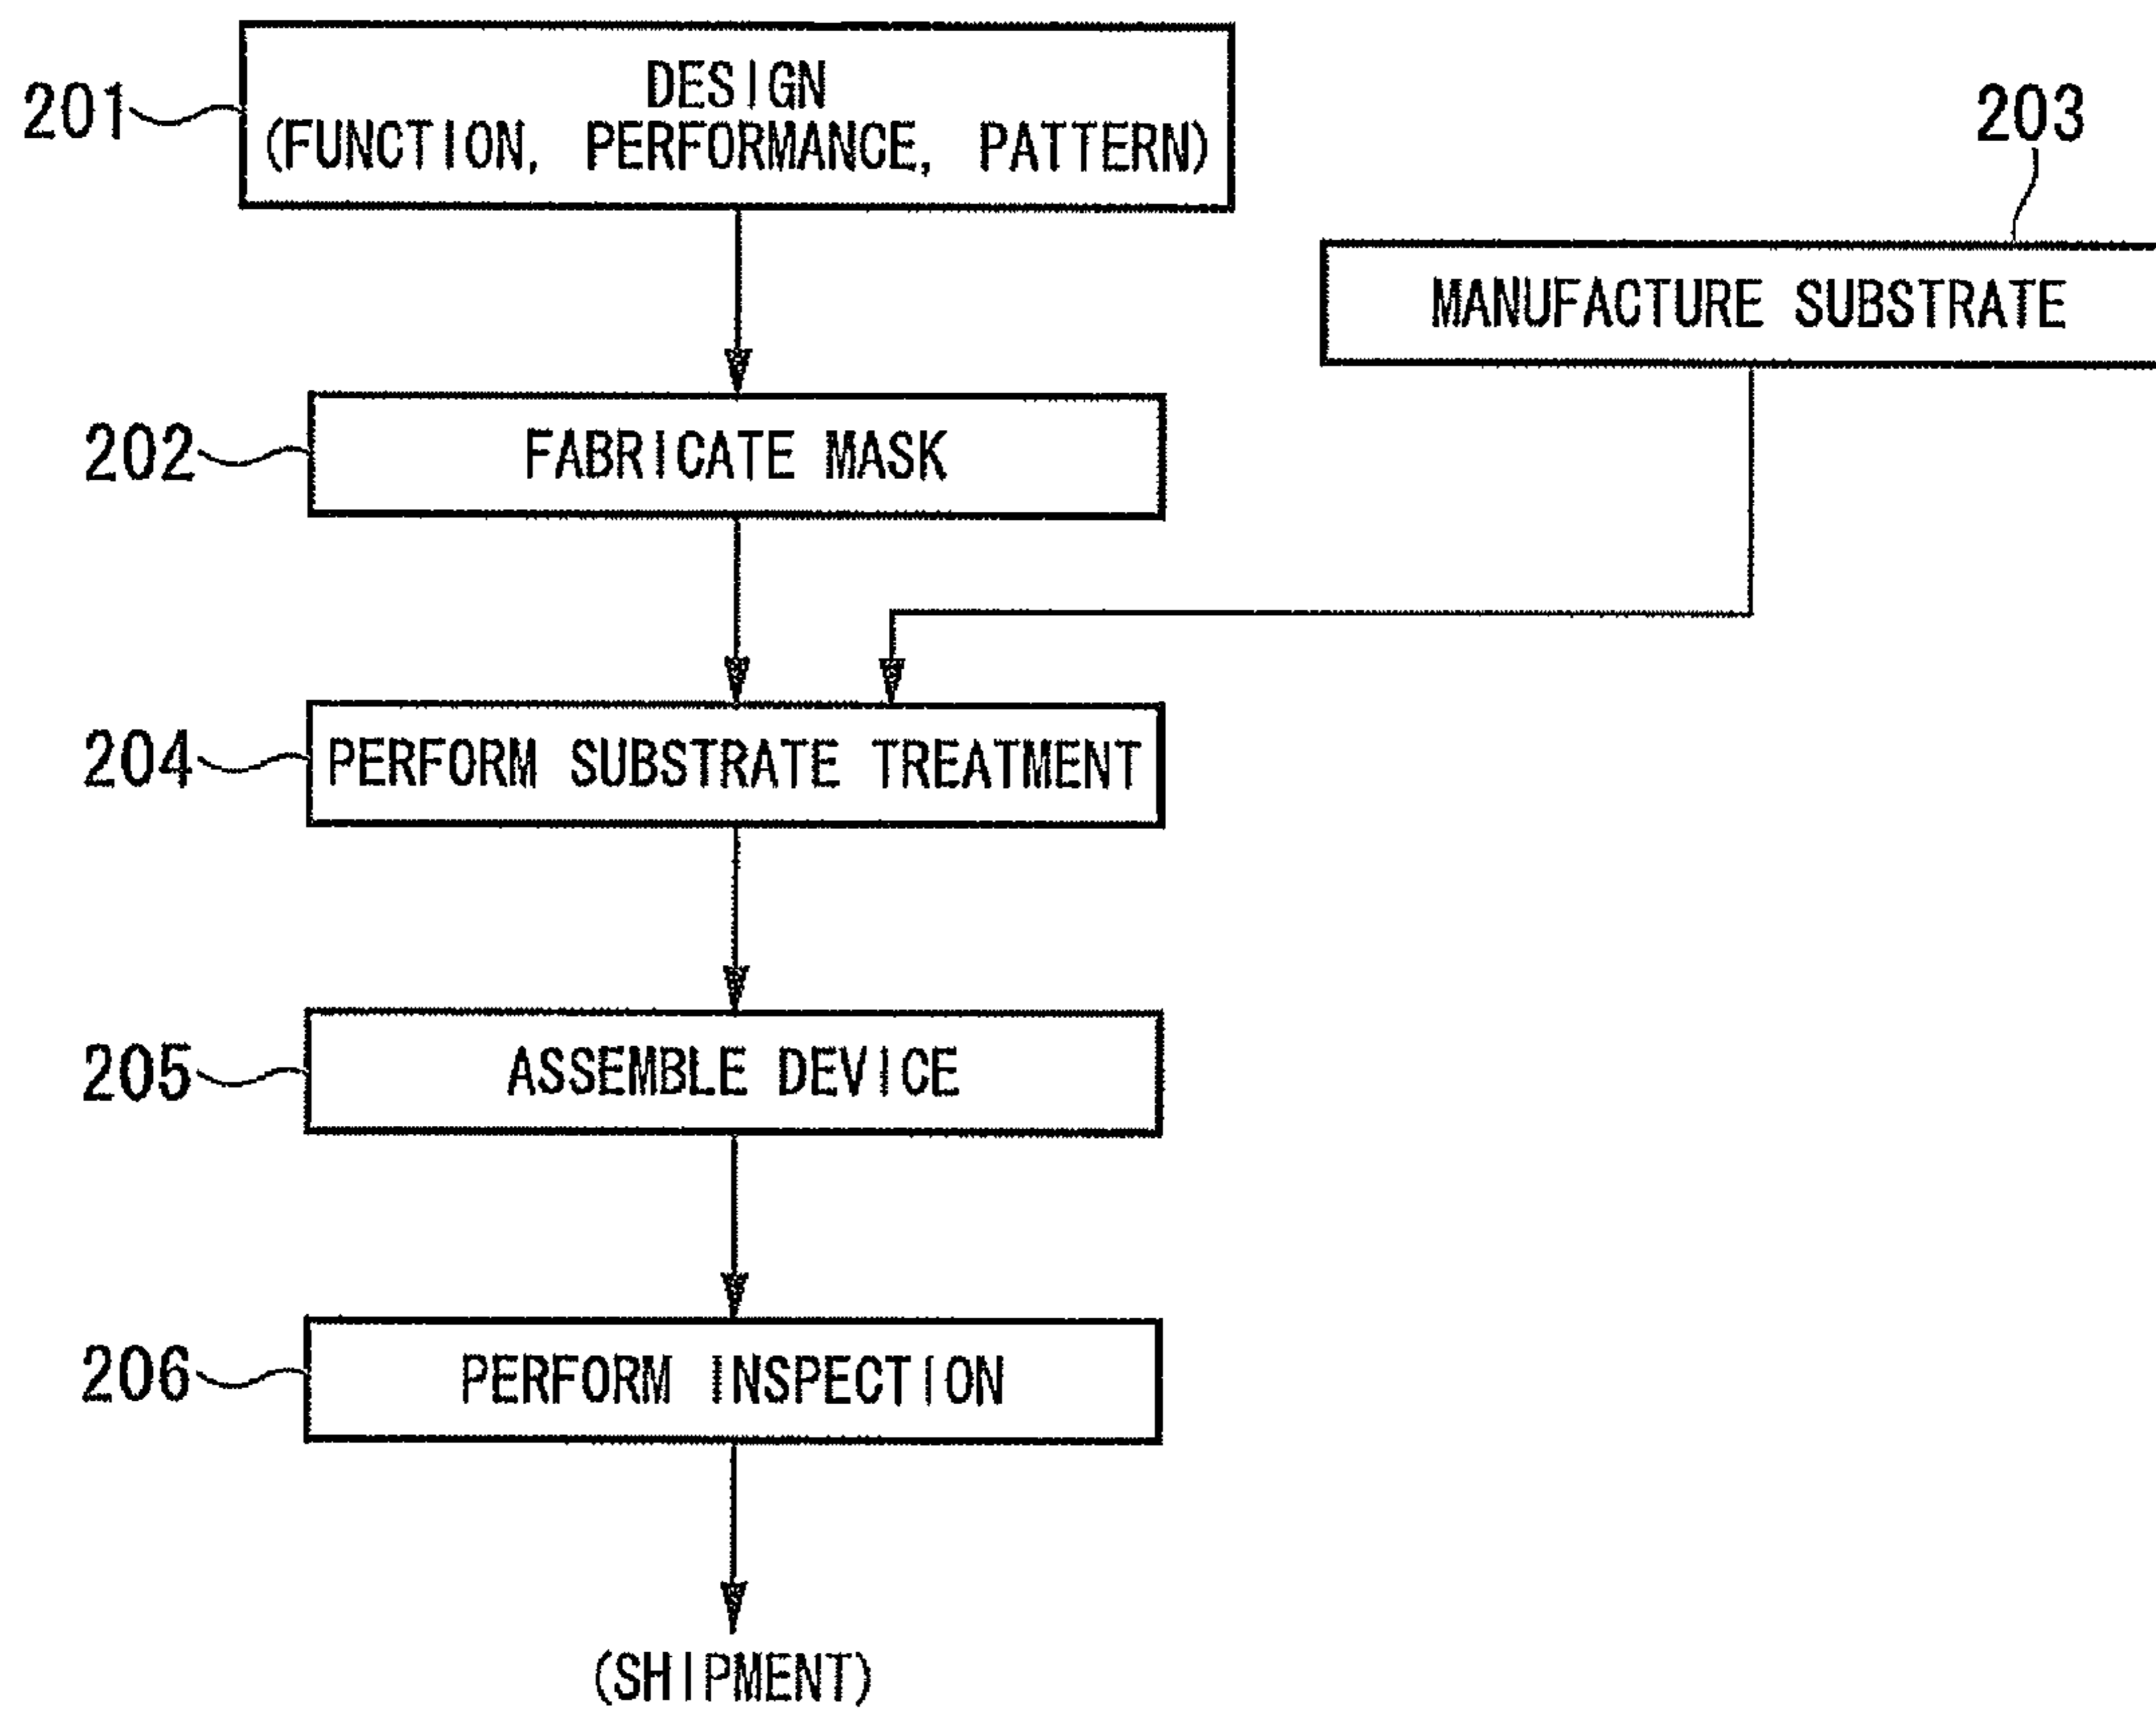 201
DESIGN
(FUNCTION, PERFORMANCE, PATTERN)
203
MANUFACTURE SUBSTRATE
202
FABRICATE MASK
204
PERFORM SUBSTRATE TREATMENT
205
ASSEMBLE DEVICE
206
PERFORM INSPECTION
(SHIPMENT)